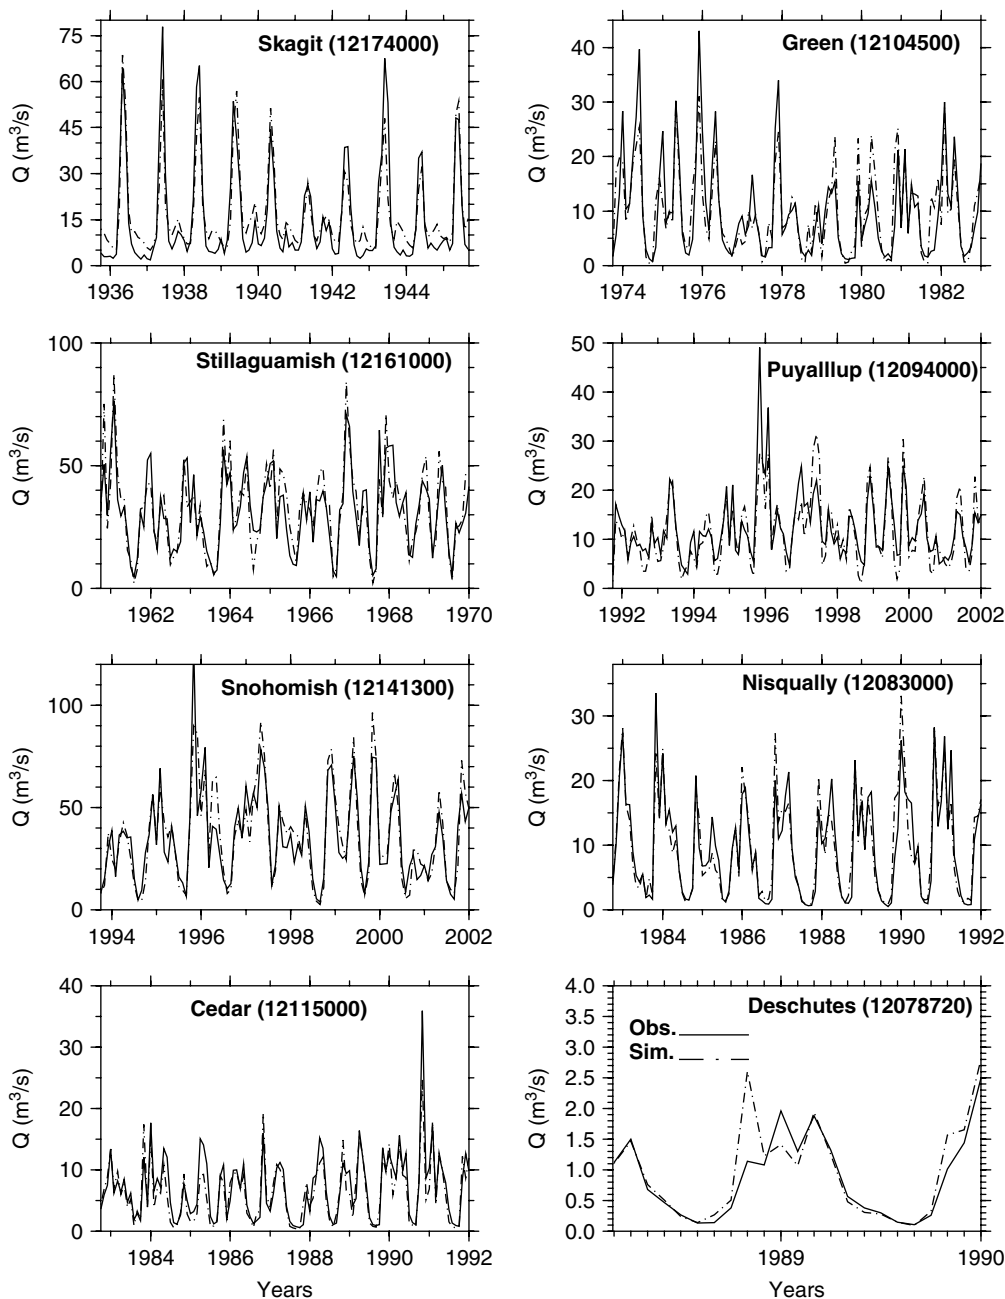 Skagit (12174000)
Q (m³/s)
75
60
45
30
15
0
1936 1938 1940 1942 1944
Green (12104500)
Q (m³/s)
40
30
20
10
0
1974 1976 1978 1980 1982
Stillaguamish (12161000)
Q (m³/s)
100
50
0
1962 1964 1966 1968 1970
Puyalllup (12094000)
Q (m³/s)
50
40
30
20
10
0
1992 1994 1996 1998 2000 2002
Snohomish (12141300)
Q (m³/s)
100
50
0
1994 1996 1998 2000 2002
Nisqually (12083000)
Q (m³/s)
30
20
10
0
1984 1986 1988 1990 1992
Cedar (12115000)
Q (m³/s)
40
30
20
10
0
1984 1986 1988 1990 1992
Years
Deschutes (12078720)
Obs.
Sim.
Q (m³/s)
4.0
3.5
3.0
2.5
2.0
1.5
1.0
0.5
0.0
1989 1990
Years